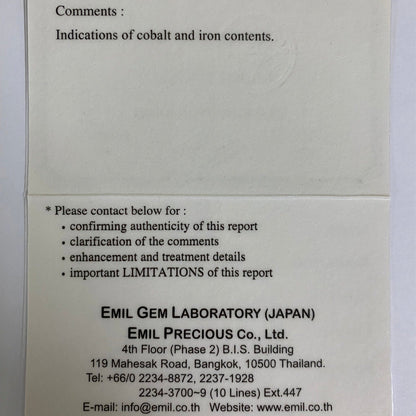 Comments :
Indications of cobalt and iron contents.
* Please contact below for :
• confirming authenticity of this report
• clarification of the comments
• enhancement and treatment details
• important LIMITATIONS of this report
EMIL GEM LABORATORY (JAPAN)
EMIL PRECIOUS Co., Ltd.
4th Floor (Phase 2) B.I.S. Building
119 Mahesak Road, Bangkok, 10500 Thailand.
Tel: +66/0 2234-8872, 2237-1928
2234-3700~9 (10 Lines) Ext.447
E-mail: info@emil.co.th Website: www.emil.co.th